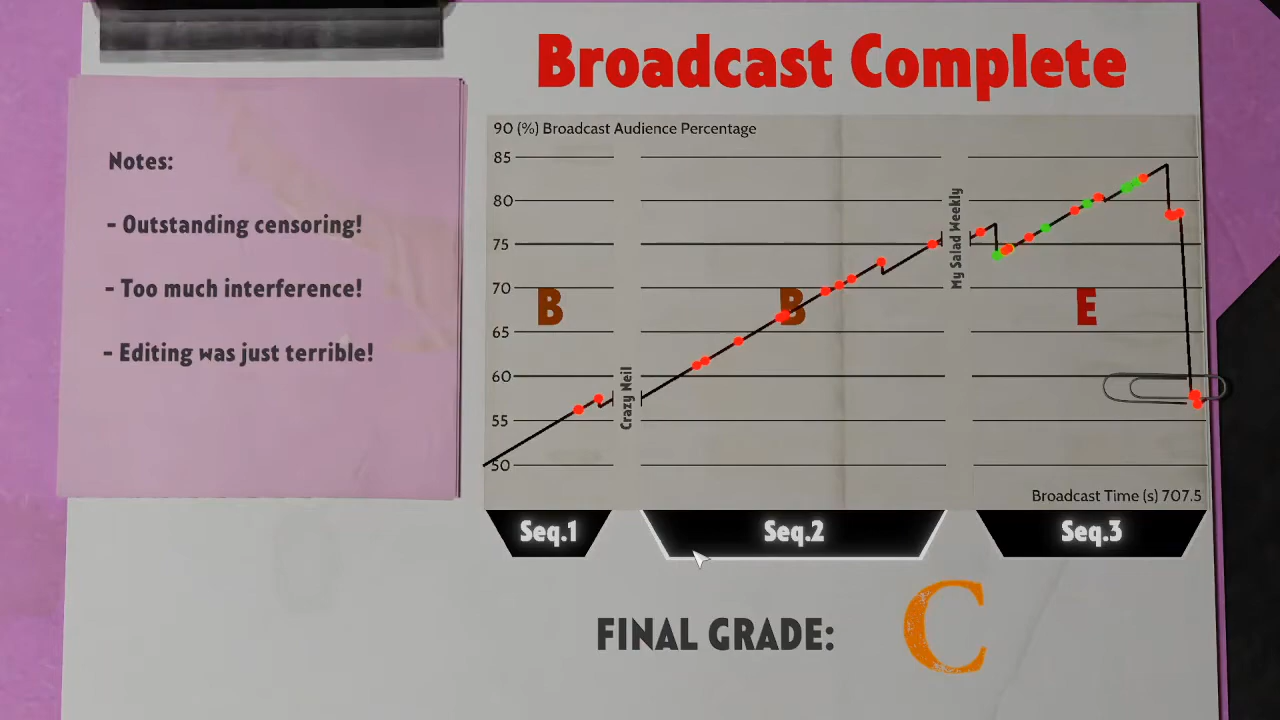 Broadcast Complete
Notes:
- Outstanding censoring!
- Too much interference!
- Editing was just terrible!
90 (%) Broadcast Audience Percentage
85
80
75
70
65
60
55
50
B
Crazy Neil
B
My Salad Weekly
E
Broadcast Time (s) 707.5
Seq.1
Seq.2
Seq.3
FINAL GRADE: C